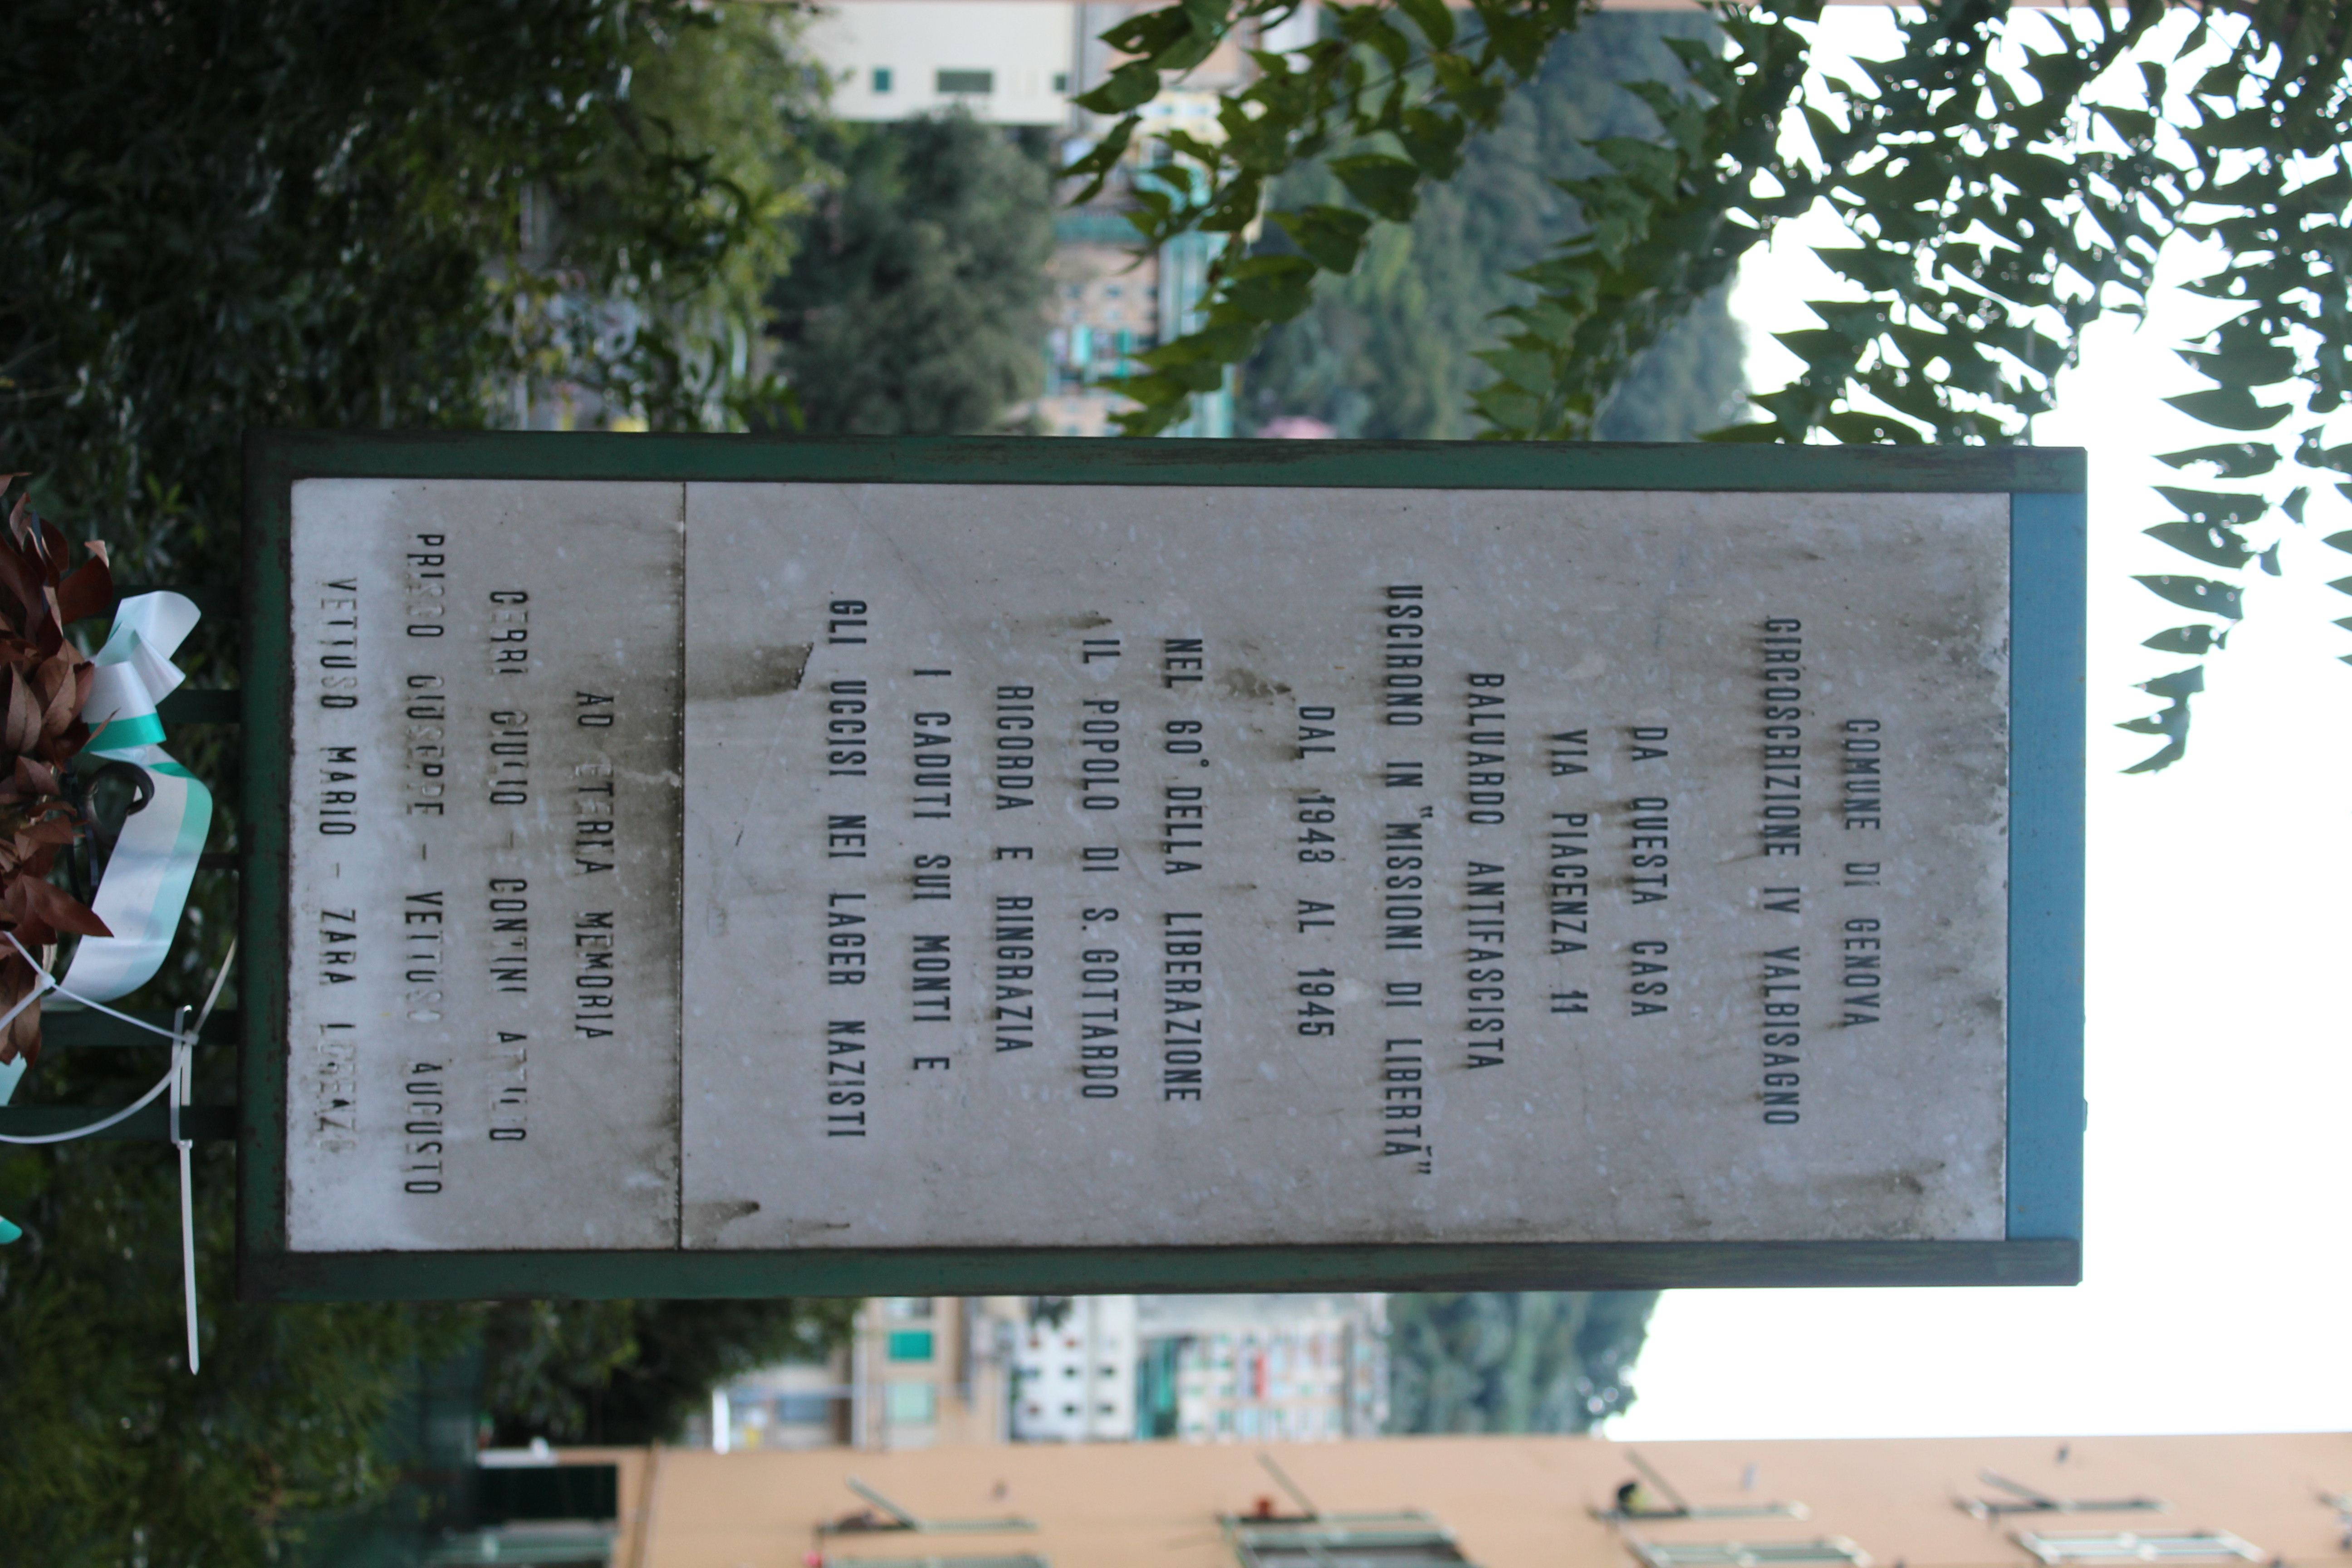 COMUNE DI GENOVA
CIRCOSCRIZIONE IV VALBISAGNO
DA QUESTA CASA
VIA PIACENZA 11
BALUARDO ANTIFASCISTA
USCIRONO IN "MISSIONI DI LIBERTÀ"
DAL 1943 AL 1945
NEL 60° DELLA LIBERAZIONE
IL POPOLO DI S. GOTTARDO
RICORDA E RINGRAZIA
I CADUTI SUI MONTI E
GLI UCCISI NEI LAGER NAZISTI
AD ETERNA MEMORIA
CERRI GIULIO - CONTINI ATTILIO
PRISCO GIUSEPPE - VETTUSO AUGUSTO
VETTUSO MARIO - ZARA LORENZO